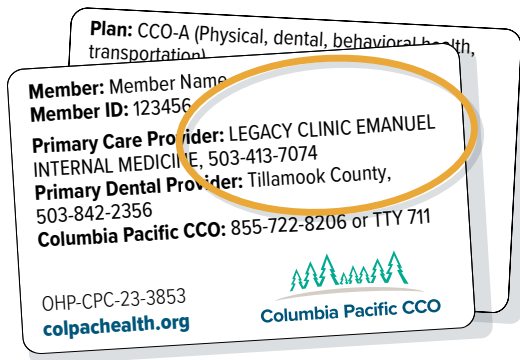 Plan: CCO-A (Physical, dental, behavioral health,
transportation)
Member: Member Name
Member ID: 123456
Primary Care Provider: LEGACY CLINIC EMANUEL
INTERNAL MEDICINE, 503-413-7074
Primary Dental Provider: Tillamook County,
503-842-2356
Columbia Pacific CCO: 855-722-8206 or TTY 711
OHP-CPC-23-3853
colpachealth.org
Columbia Pacific CCO